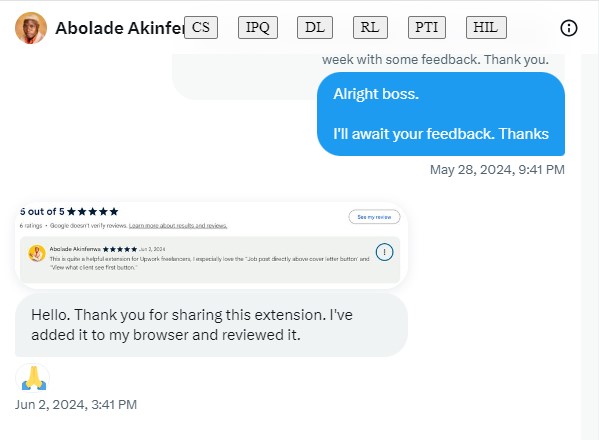 Abolade Akinfen
CS IPQ DL RL PTI HIL
week with some feedback. Thank you.
Alright boss.
I'll await your feedback. Thanks
May 28, 2024, 9:41 PM
5 out of 5 ★★★★★
See my review
6 ratings • Google doesn't verify reviews. Learn more about results and reviews.
Abolade Akinfenwa ★★★★★ Jun 2, 2024
This is quite a helpful extension for Upwork freelancers, I especially love the "Job post directly above cover letter button' and
"View what client see first button."
Hello. Thank you for sharing this extension. I've
added it to my browser and reviewed it.
Jun 2, 2024, 3:41 PM